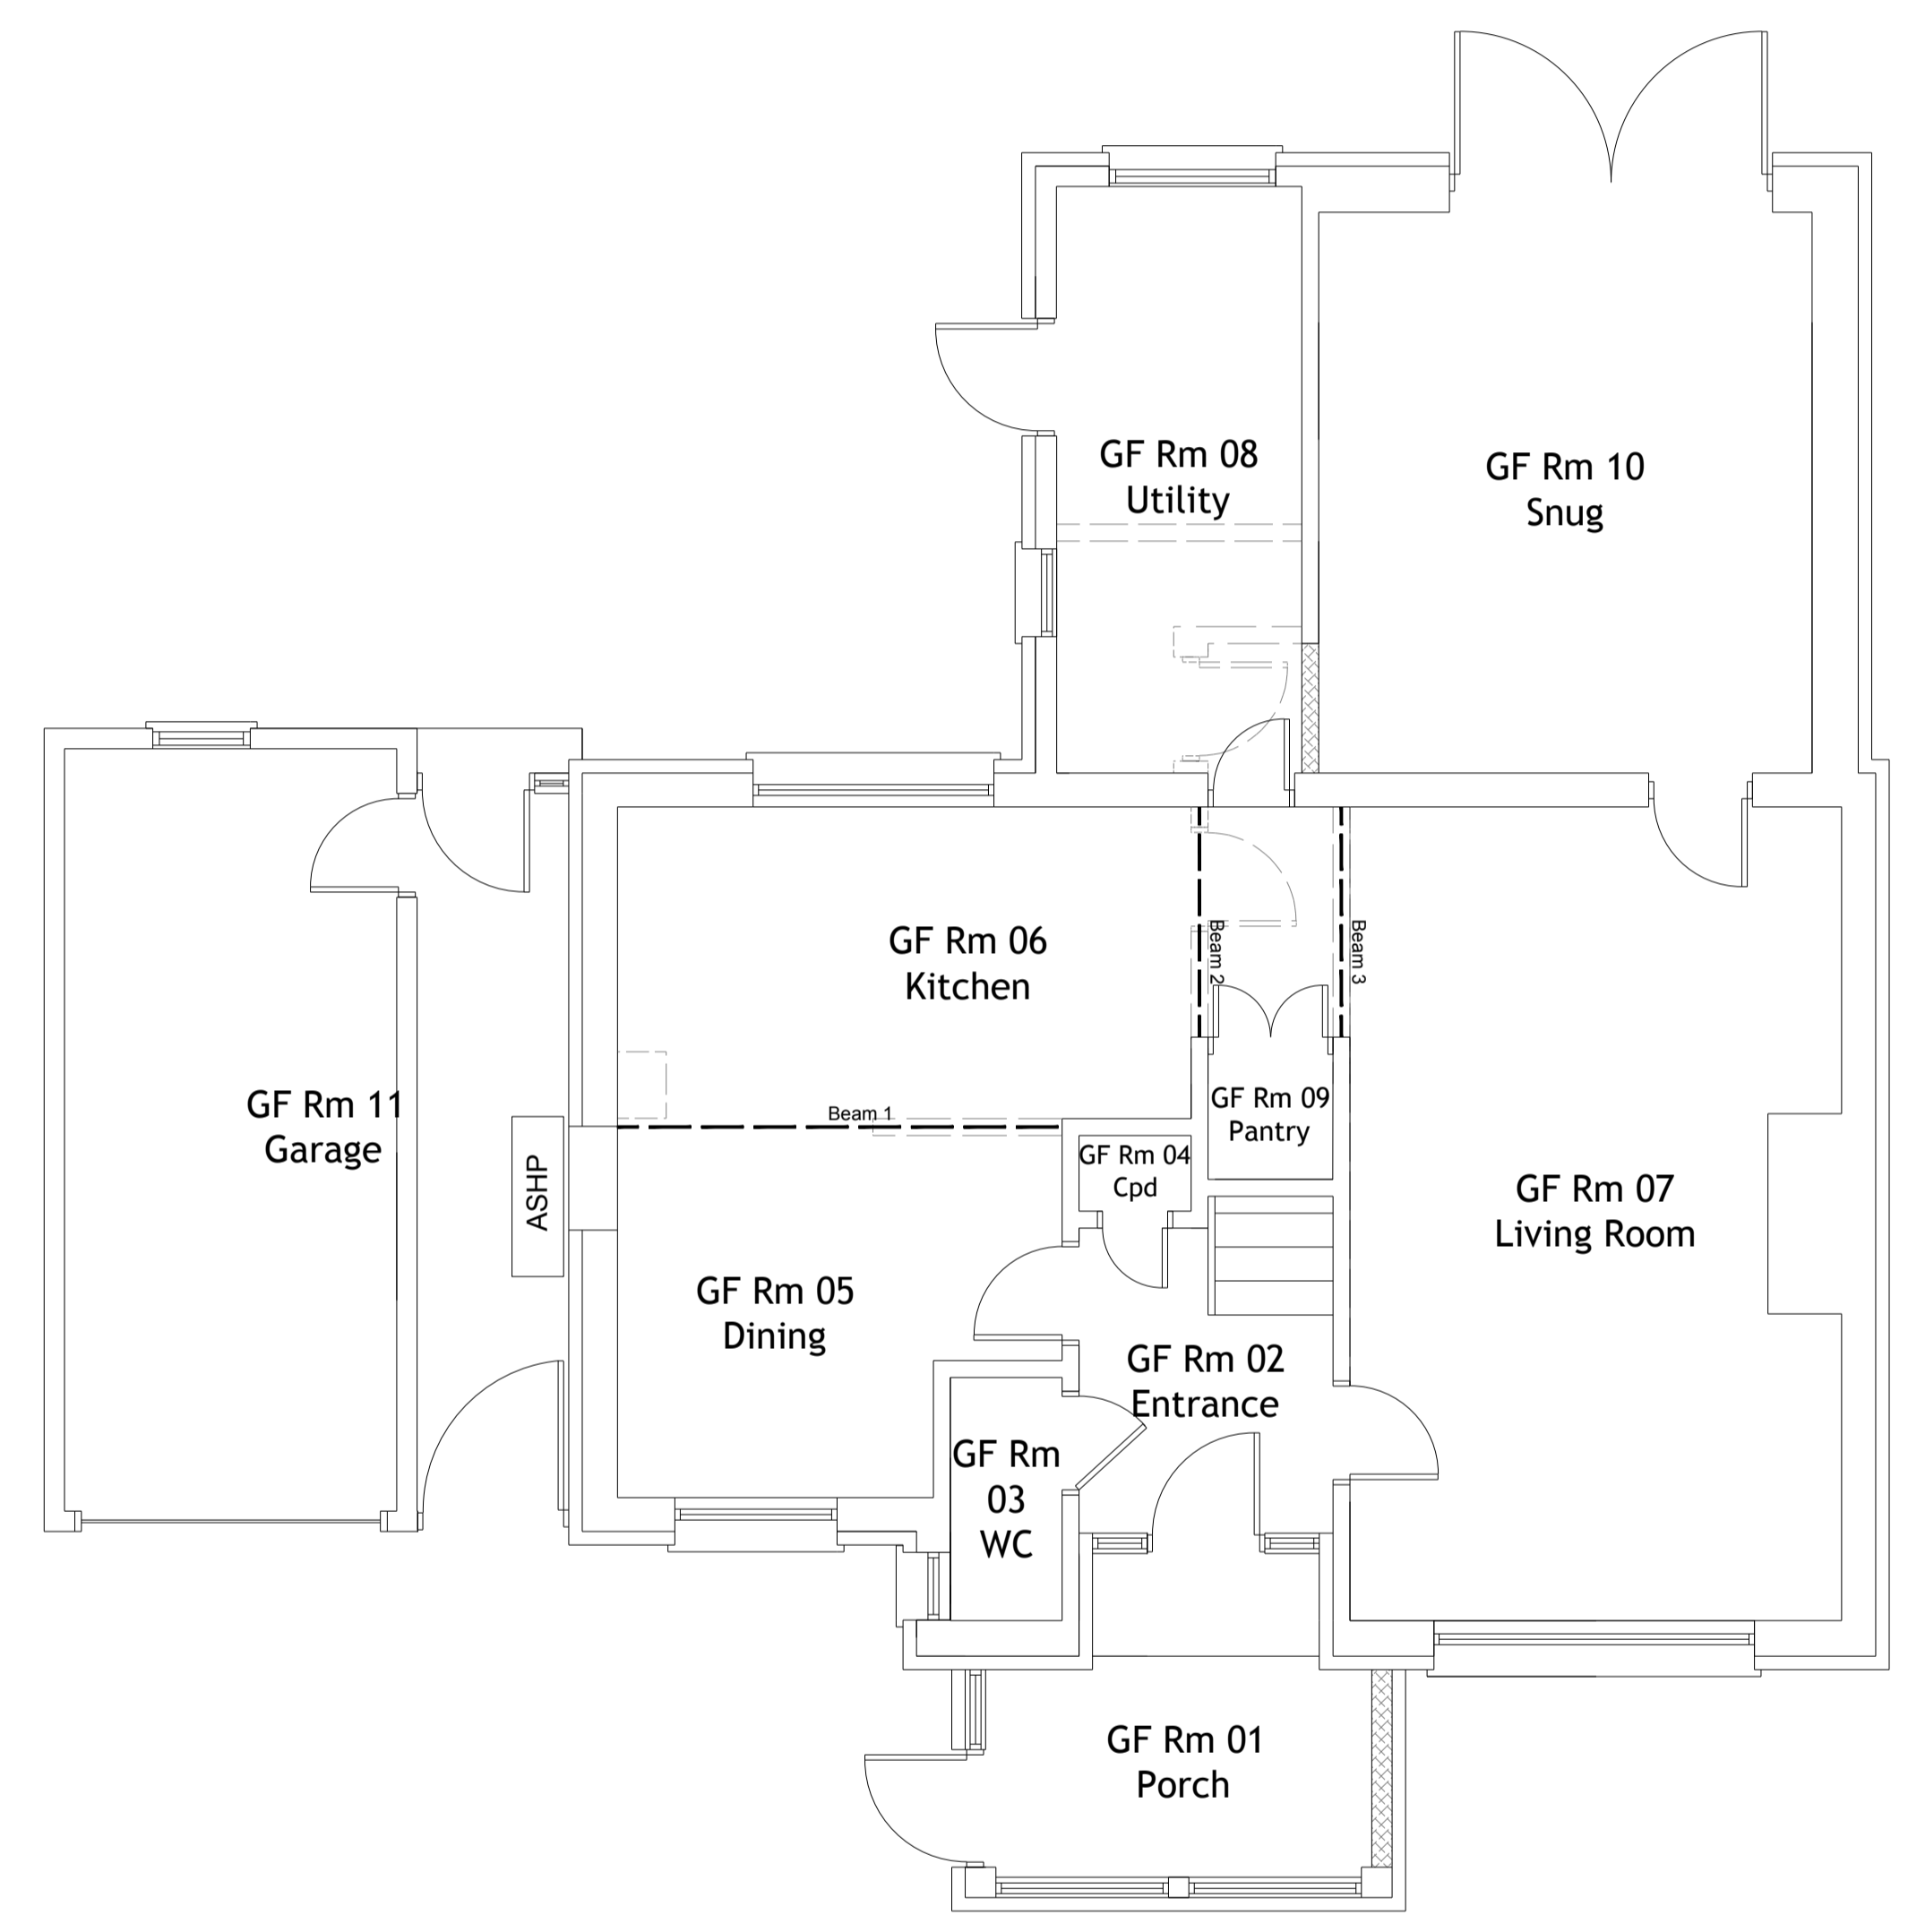 GF Rm 08
Utility
GF Rm 10
Snug
GF Rm 06
Kitchen
Beam 2
Beam 3
GF Rm 11
Garage
Beam 1
GF Rm 09
Pantry
GF Rm 04
Cpd
ASHP
GF Rm 07
Living Room
GF Rm 05
Dining
GF Rm 02
Entrance
GF Rm
03
WC
GF Rm 01
Porch